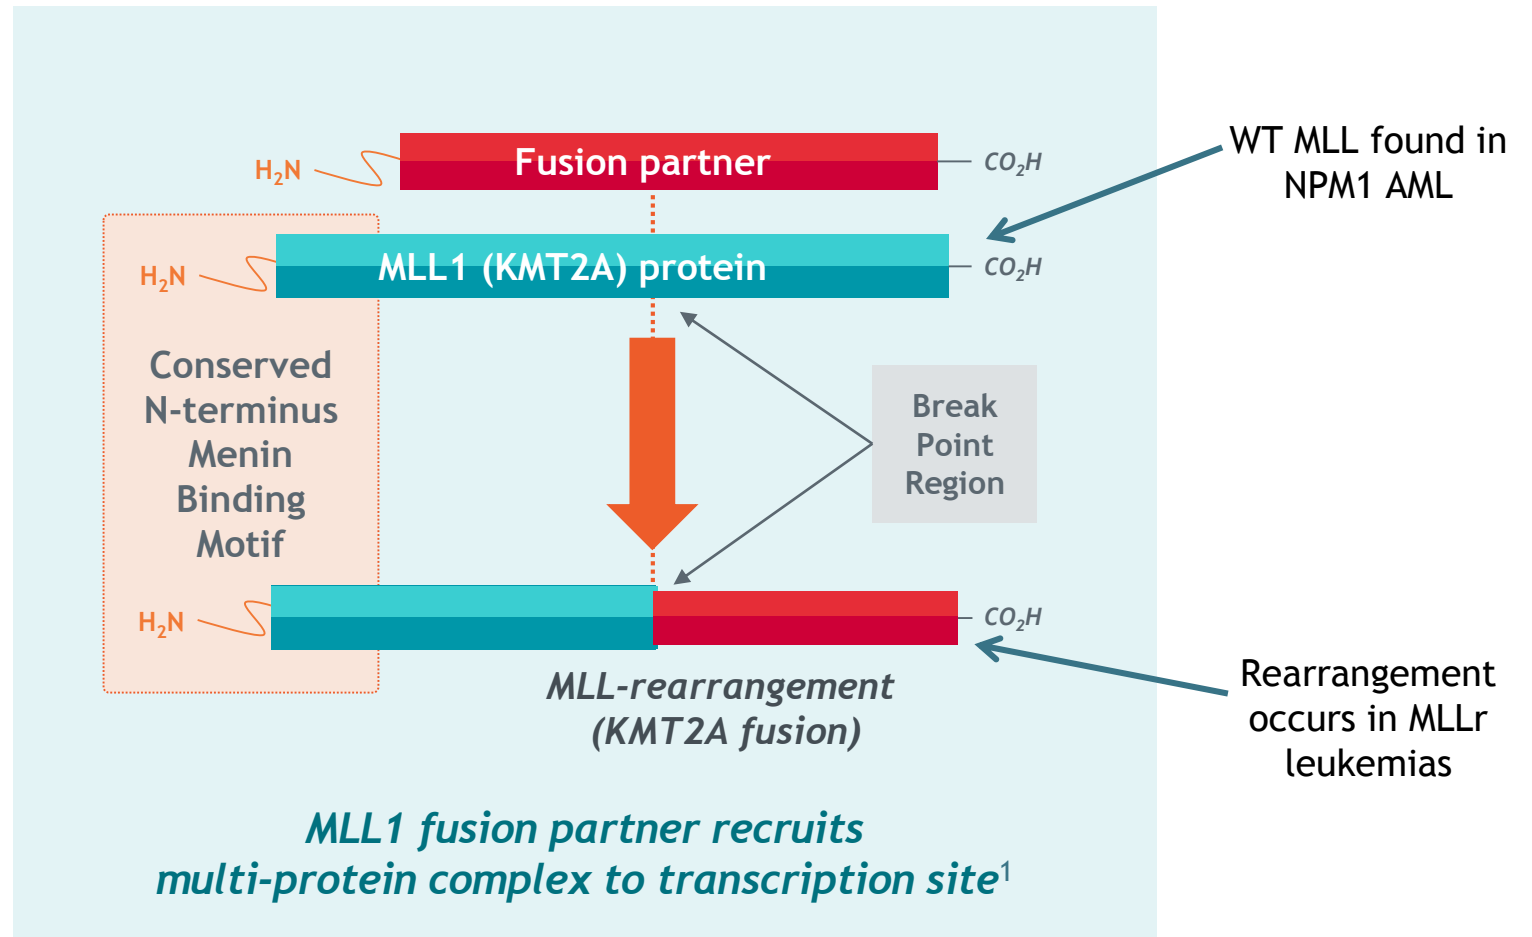 Fusion partner
H₂N
CO₂H
WT MLL found in
NPM1 AML
MLL1 (KMT2A) protein
H₂N
CO₂H
Conserved
N-terminus
Menin
Binding
Motif
Break
Point
Region
H₂N
CO₂H
MLL-rearrangement
(KMT2A fusion)
Rearrangement
occurs in MLLr
leukemias
MLL1 fusion partner recruits
multi-protein complex to transcription site¹